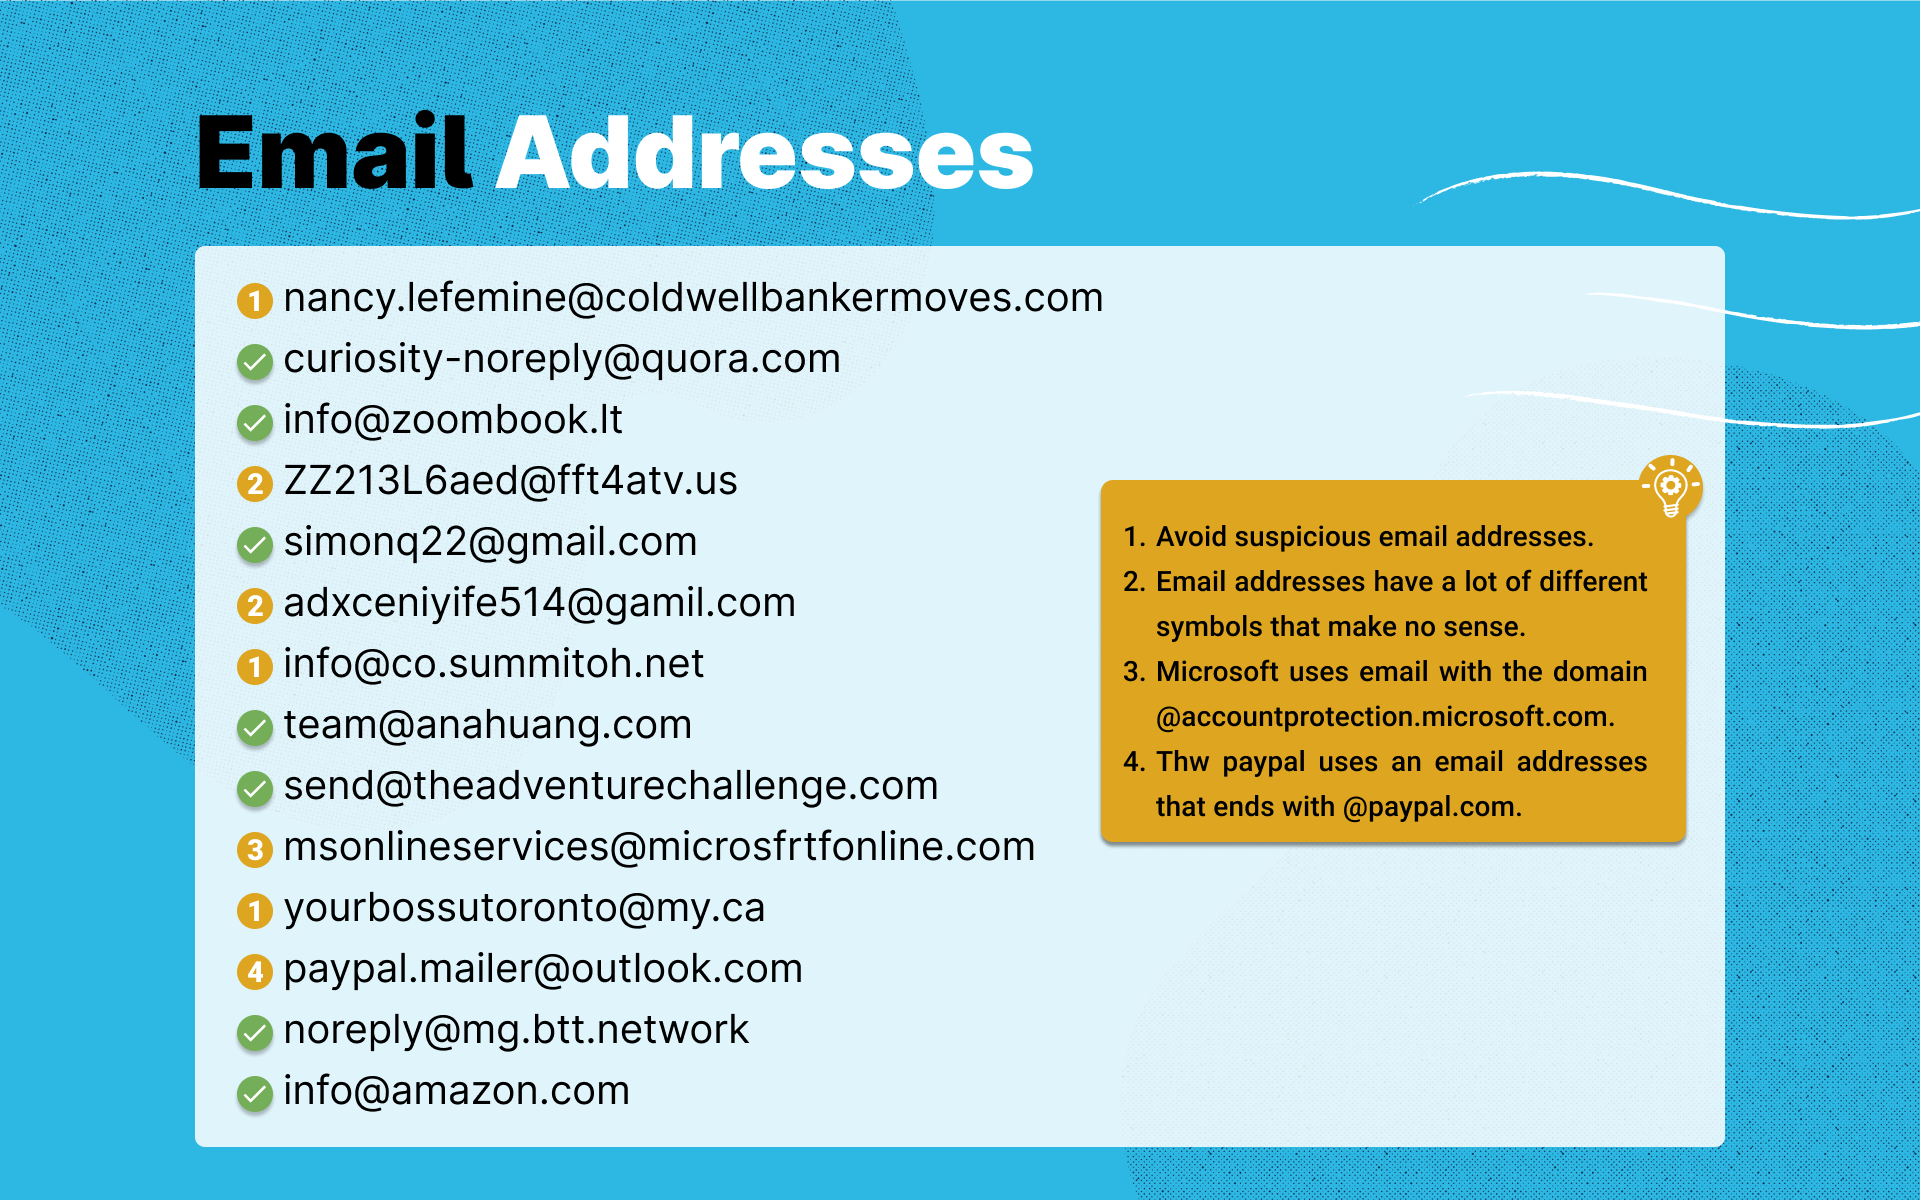 Email Addresses
1 nancy.lefemine@coldwellbankermoves.com
curiosity-noreply@quora.com
info@zoombook.lt
2 ZZ213L6aed@fft4atv.us
simonq22@gmail.com
2 adxceniyife514@gamil.com
1 info@co.summitoh.net
team@anahuang.com
send@theadventurechallenge.com
3 msonlineservices@microsfrtfonline.com
1 yourbossutoronto@my.ca
4 paypal.mailer@outlook.com
noreply@mg.btt.network
info@amazon.com
1. Avoid suspicious email addresses.
2. Email addresses have a lot of different
symbols that make no sense.
3. Microsoft uses email with the domain
@accountprotection.microsoft.com.
4. Thw paypal uses an email addresses
that ends with @paypal.com.